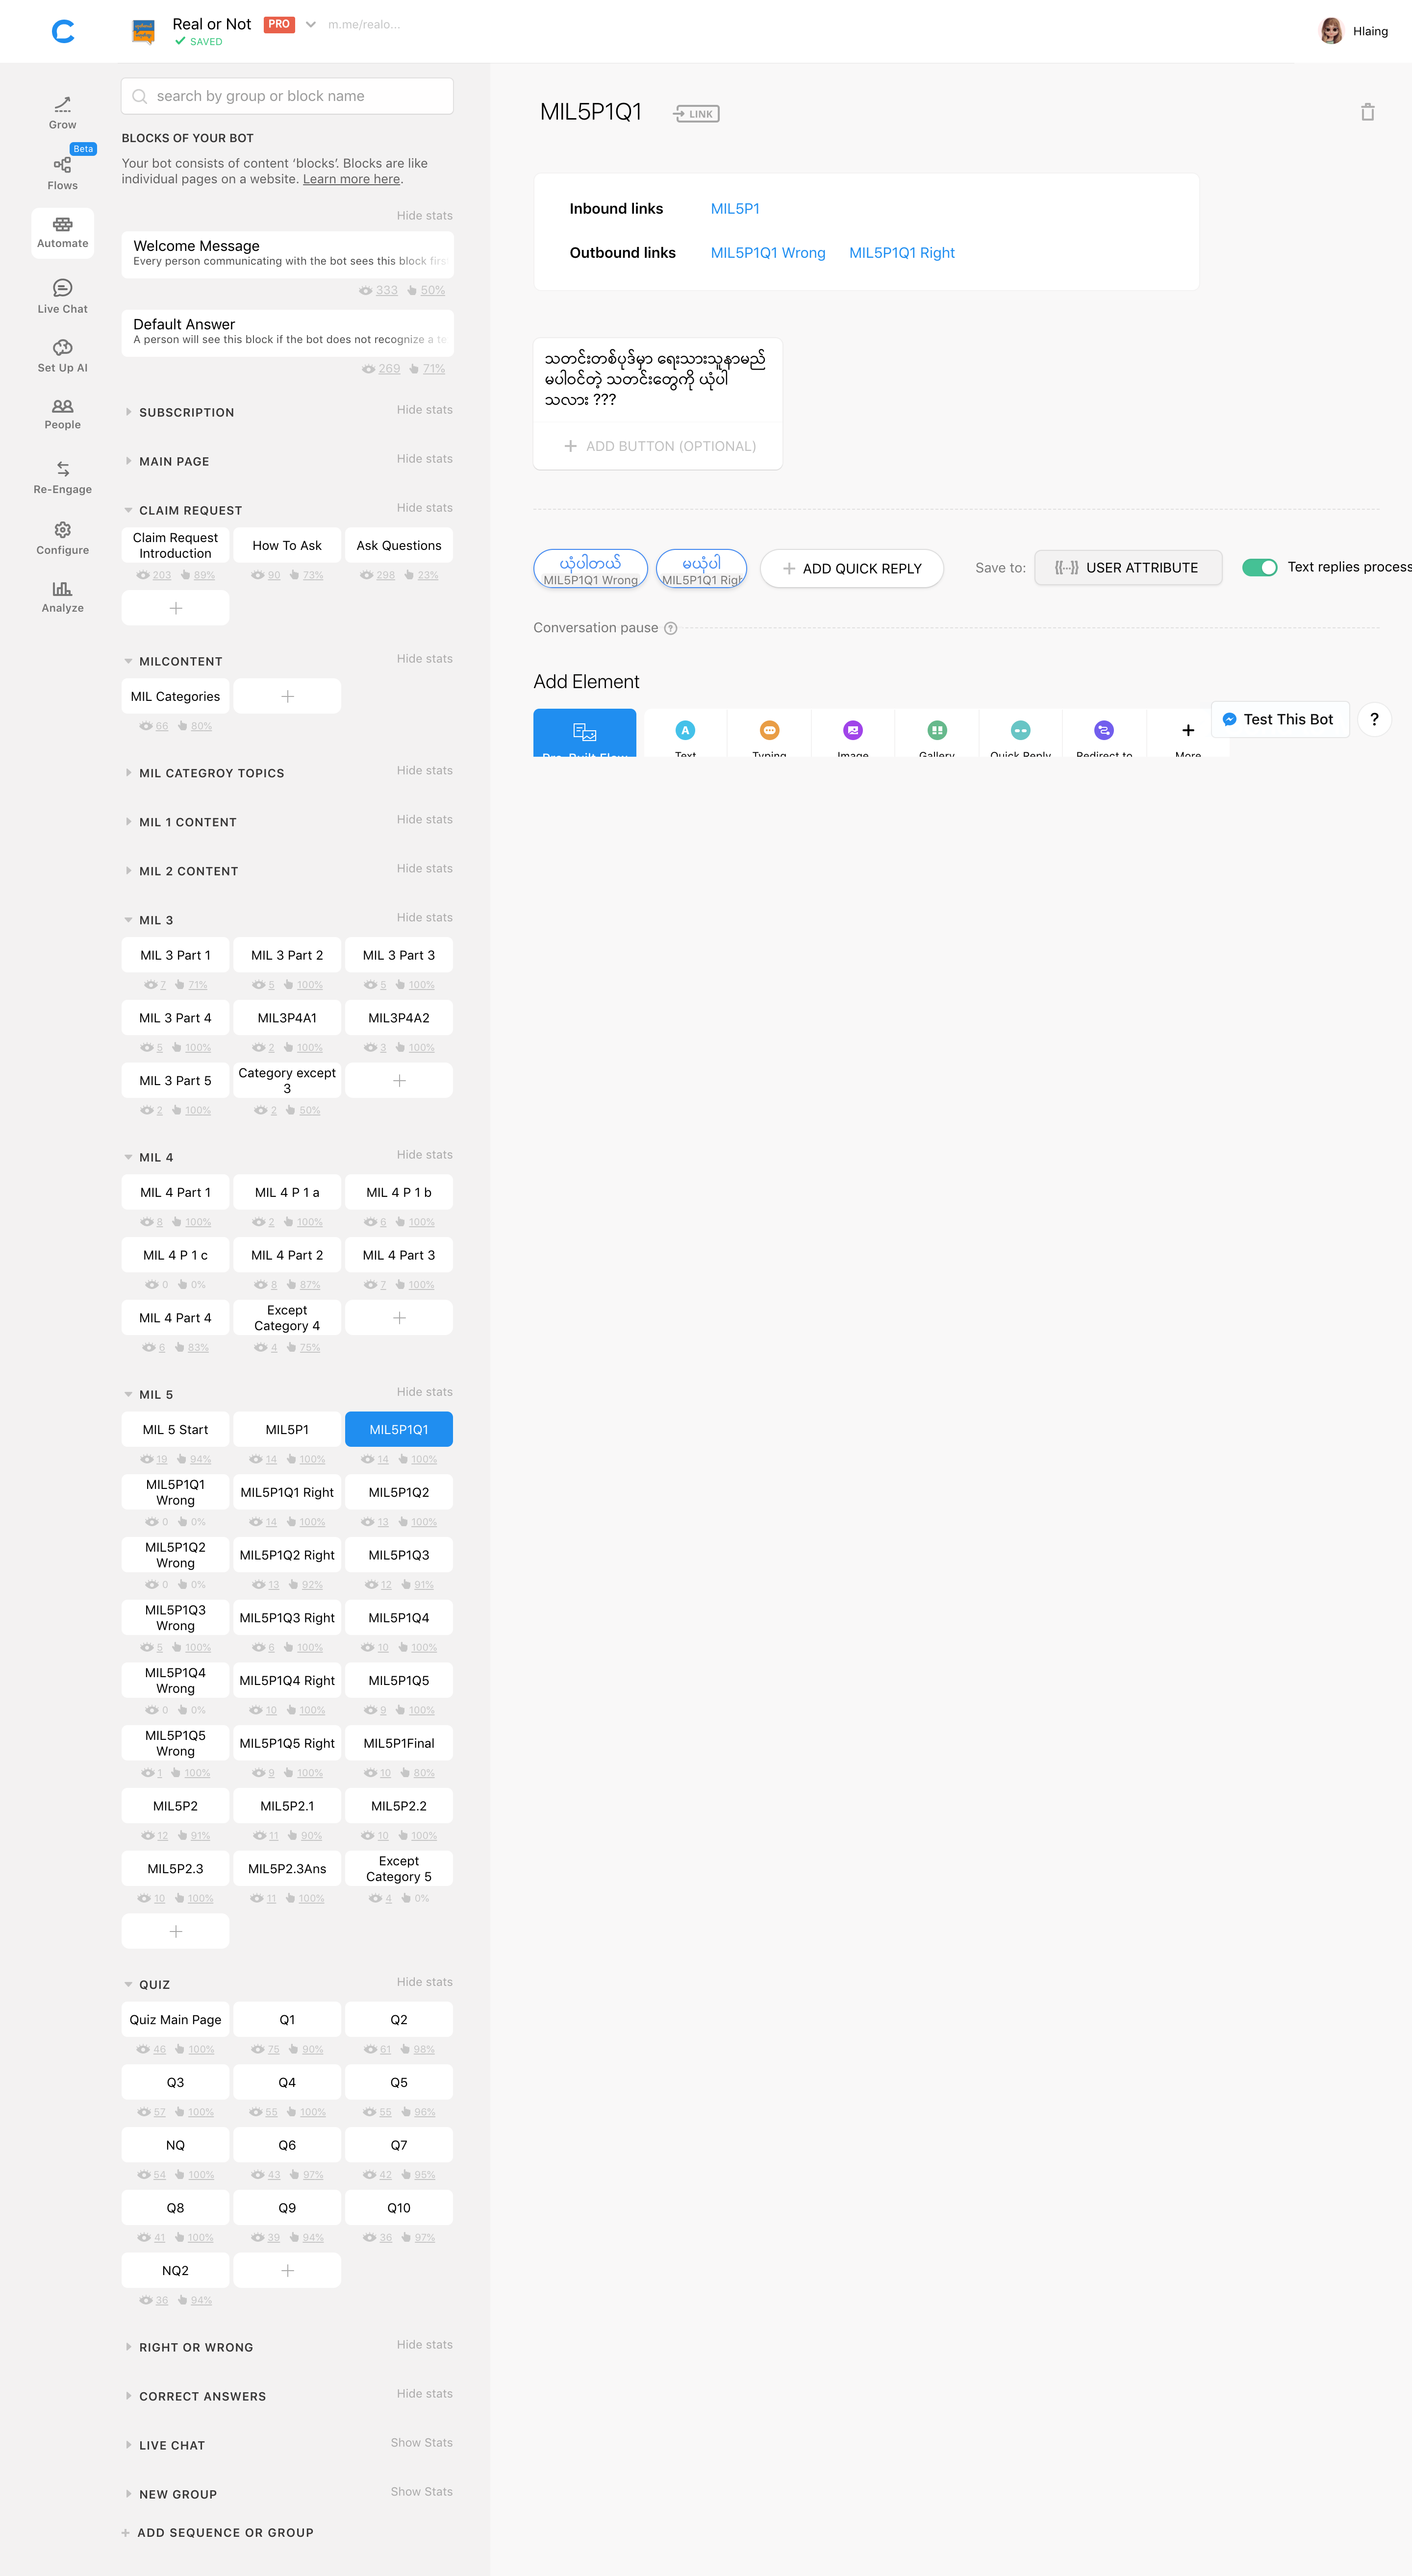 Real or Not PRO m.me/realo...
SAVED
Hlaing
Grow
Beta
Flows
Automate
Live Chat
Set Up AI
People
Re-Engage
Configure
Analyze
search by group or block name
BLOCKS OF YOUR BOT
Your bot consists of content ‘blocks’. Blocks are like
individual pages on a website. Learn more here.
Hide stats
Welcome Message
Every person communicating with the bot sees this block firs
333 50%
Default Answer
A person will see this block if the bot does not recognize a te
269 71%
SUBSCRIPTION Hide stats
MAIN PAGE Hide stats
CLAIM REQUEST Hide stats
Claim Request
Introduction
How To Ask
Ask Questions
203 89% 90 73% 298 23%
MILCONTENT Hide stats
MIL Categories
66 80%
MIL CATEGROY TOPICS Hide stats
MIL 1 CONTENT Hide stats
MIL 2 CONTENT Hide stats
MIL 3 Hide stats
MIL 3 Part 1 MIL 3 Part 2 MIL 3 Part 3
7 71% 5 100% 5 100%
MIL 3 Part 4 MIL3P4A1 MIL3P4A2
5 100% 2 100% 3 100%
MIL 3 Part 5
Category except
3
2 100% 2 50%
MIL 4 Hide stats
MIL 4 Part 1 MIL 4 P 1 a MIL 4 P 1 b
8 100% 2 100% 6 100%
MIL 4 P 1 c MIL 4 Part 2 MIL 4 Part 3
0 0% 8 87% 7 100%
MIL 4 Part 4
Except
Category 4
6 83% 4 75%
MIL 5 Hide stats
MIL 5 Start MIL5P1 MIL5P1Q1
19 94% 14 100% 14 100%
MIL5P1Q1
Wrong
MIL5P1Q1 Right MIL5P1Q2
0 0% 14 100% 13 100%
MIL5P1Q2
Wrong
MIL5P1Q2 Right MIL5P1Q3
0 0% 13 92% 12 91%
MIL5P1Q3
Wrong
MIL5P1Q3 Right MIL5P1Q4
5 100% 6 100% 10 100%
MIL5P1Q4
Wrong
MIL5P1Q4 Right MIL5P1Q5
0 0% 10 100% 9 100%
MIL5P1Q5
Wrong
MIL5P1Q5 Right MIL5P1Final
1 100% 9 100% 10 80%
MIL5P2 MIL5P2.1 MIL5P2.2
12 91% 11 90% 10 100%
MIL5P2.3 MIL5P2.3Ans
Except
Category 5
10 100% 11 100% 4 0%
QUIZ Hide stats
Quiz Main Page Q1 Q2
46 100% 75 90% 61 98%
Q3 Q4 Q5
57 100% 55 100% 55 96%
NQ Q6 Q7
54 100% 43 97% 42 95%
Q8 Q9 Q10
41 100% 39 94% 36 97%
NQ2
36 94%
RIGHT OR WRONG Hide stats
CORRECT ANSWERS Hide stats
LIVE CHAT Show Stats
NEW GROUP Show Stats
+ ADD SEQUENCE OR GROUP
MIL5P1Q1 LINK
Inbound links MIL5P1
Outbound links MIL5P1Q1 Wrong MIL5P1Q1 Right
သတင်းတစ်ပုဒ်မှာ ရေးသားသူနာမည်
မပါဝင်တဲ့ သတင်းတွေကို ယုံပါ
သလား ???
+ ADD BUTTON (OPTIONAL)
ယုံပါတယ်
MIL5P1Q1 Wrong
မယုံပါ
MIL5P1Q1 Righ
+ ADD QUICK REPLY
Save to: {{...}} USER ATTRIBUTE
Text replies process
Conversation pause ?
Add Element
Pre-Built Flow
Text
Typing
Image
Gallery
Quick Reply
Redirect to
More
Test This Bot ?